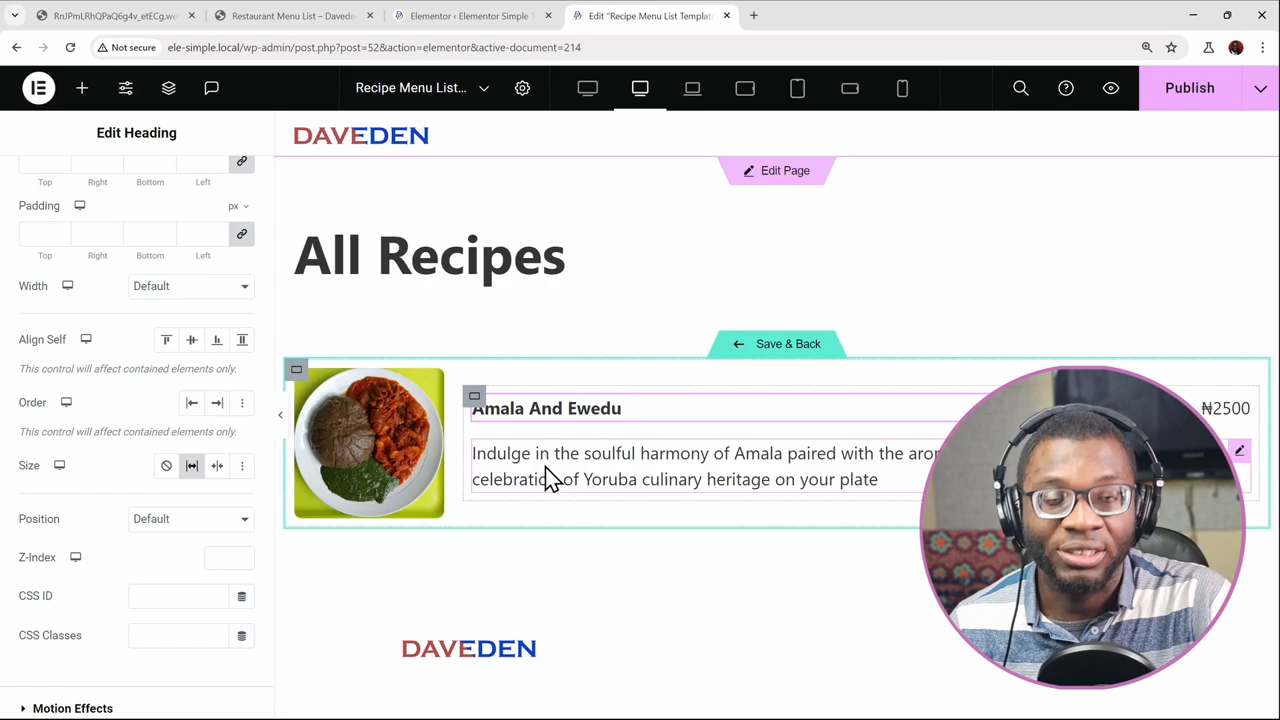 RnJPmLRhQPaQ6g4v_etECg.we
Restaurant Menu List – Davede
Elementor ‹ Elementor Simple T
Edit "Recipe Menu List Template
Not secure
ele-simple.local/wp-admin/post.php?post=52&action=elementor&active-document=214
Recipe Menu List...
Publish
Edit Heading
DAVEDEN
Top Right Bottom Left
Edit Page
Padding px
Top Right Bottom Left
All Recipes
Width Default
Align Self
Save & Back
This control will affect contained elements only.
Order
Amala And Ewedu
₦2500
This control will affect contained elements only.
Indulge in the soulful harmony of Amala paired with the aro
Size
celebration of Yoruba culinary heritage on your plate
Position Default
Z-Index
CSS ID
CSS Classes
DAVEDEN
Motion Effects